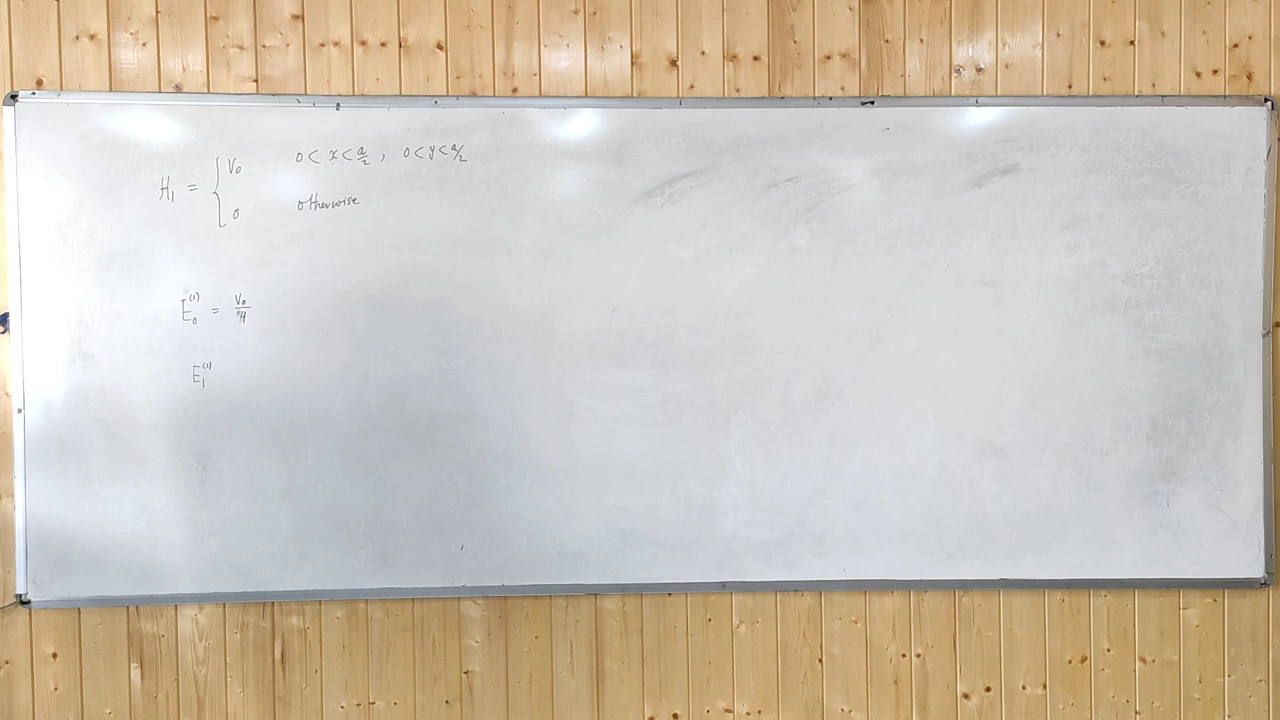 H₁ = { V₀ 0 < x < a/2 , 0 < y < a/2
0 otherwise
E₀⁽¹⁾ = V₀/4
E₁⁽¹⁾